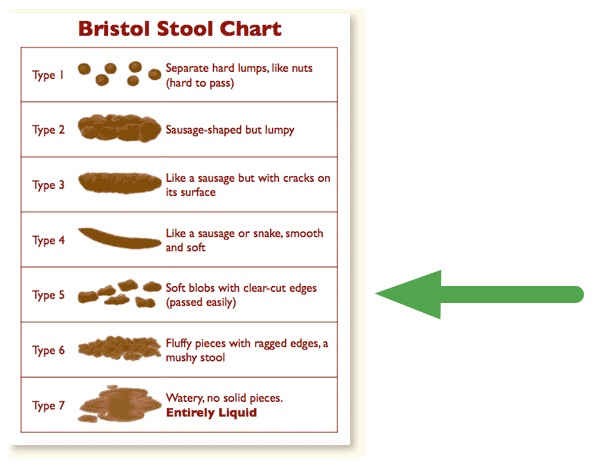 Bristol Stool Chart
Type 1
Separate hard lumps, like nuts
(hard to pass)
Type 2
Sausage-shaped but lumpy
Type 3
Like a sausage but with cracks on
its surface
Type 4
Like a sausage or snake, smooth
and soft
Type 5
Soft blobs with clear-cut edges
(passed easily)
Type 6
Fluffy pieces with ragged edges, a
mushy stool
Type 7
Watery, no solid pieces.
Entirely Liquid